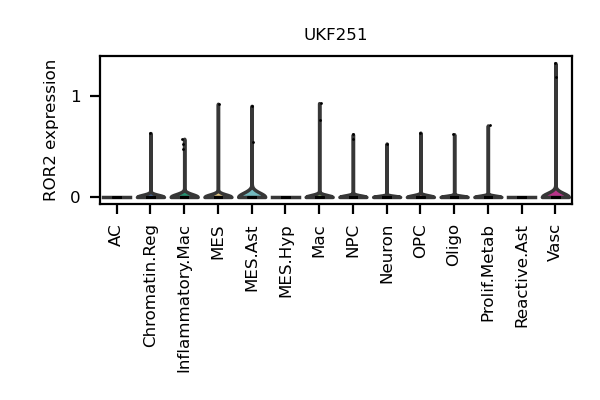 UKF251
ROR2 expression
1
0
AC
Chromatin.Reg
Inflammatory.Mac
MES
MES.Ast
MES.Hyp
Mac
NPC
Neuron
OPC
Oligo
Prolif.Metab
Reactive.Ast
Vasc